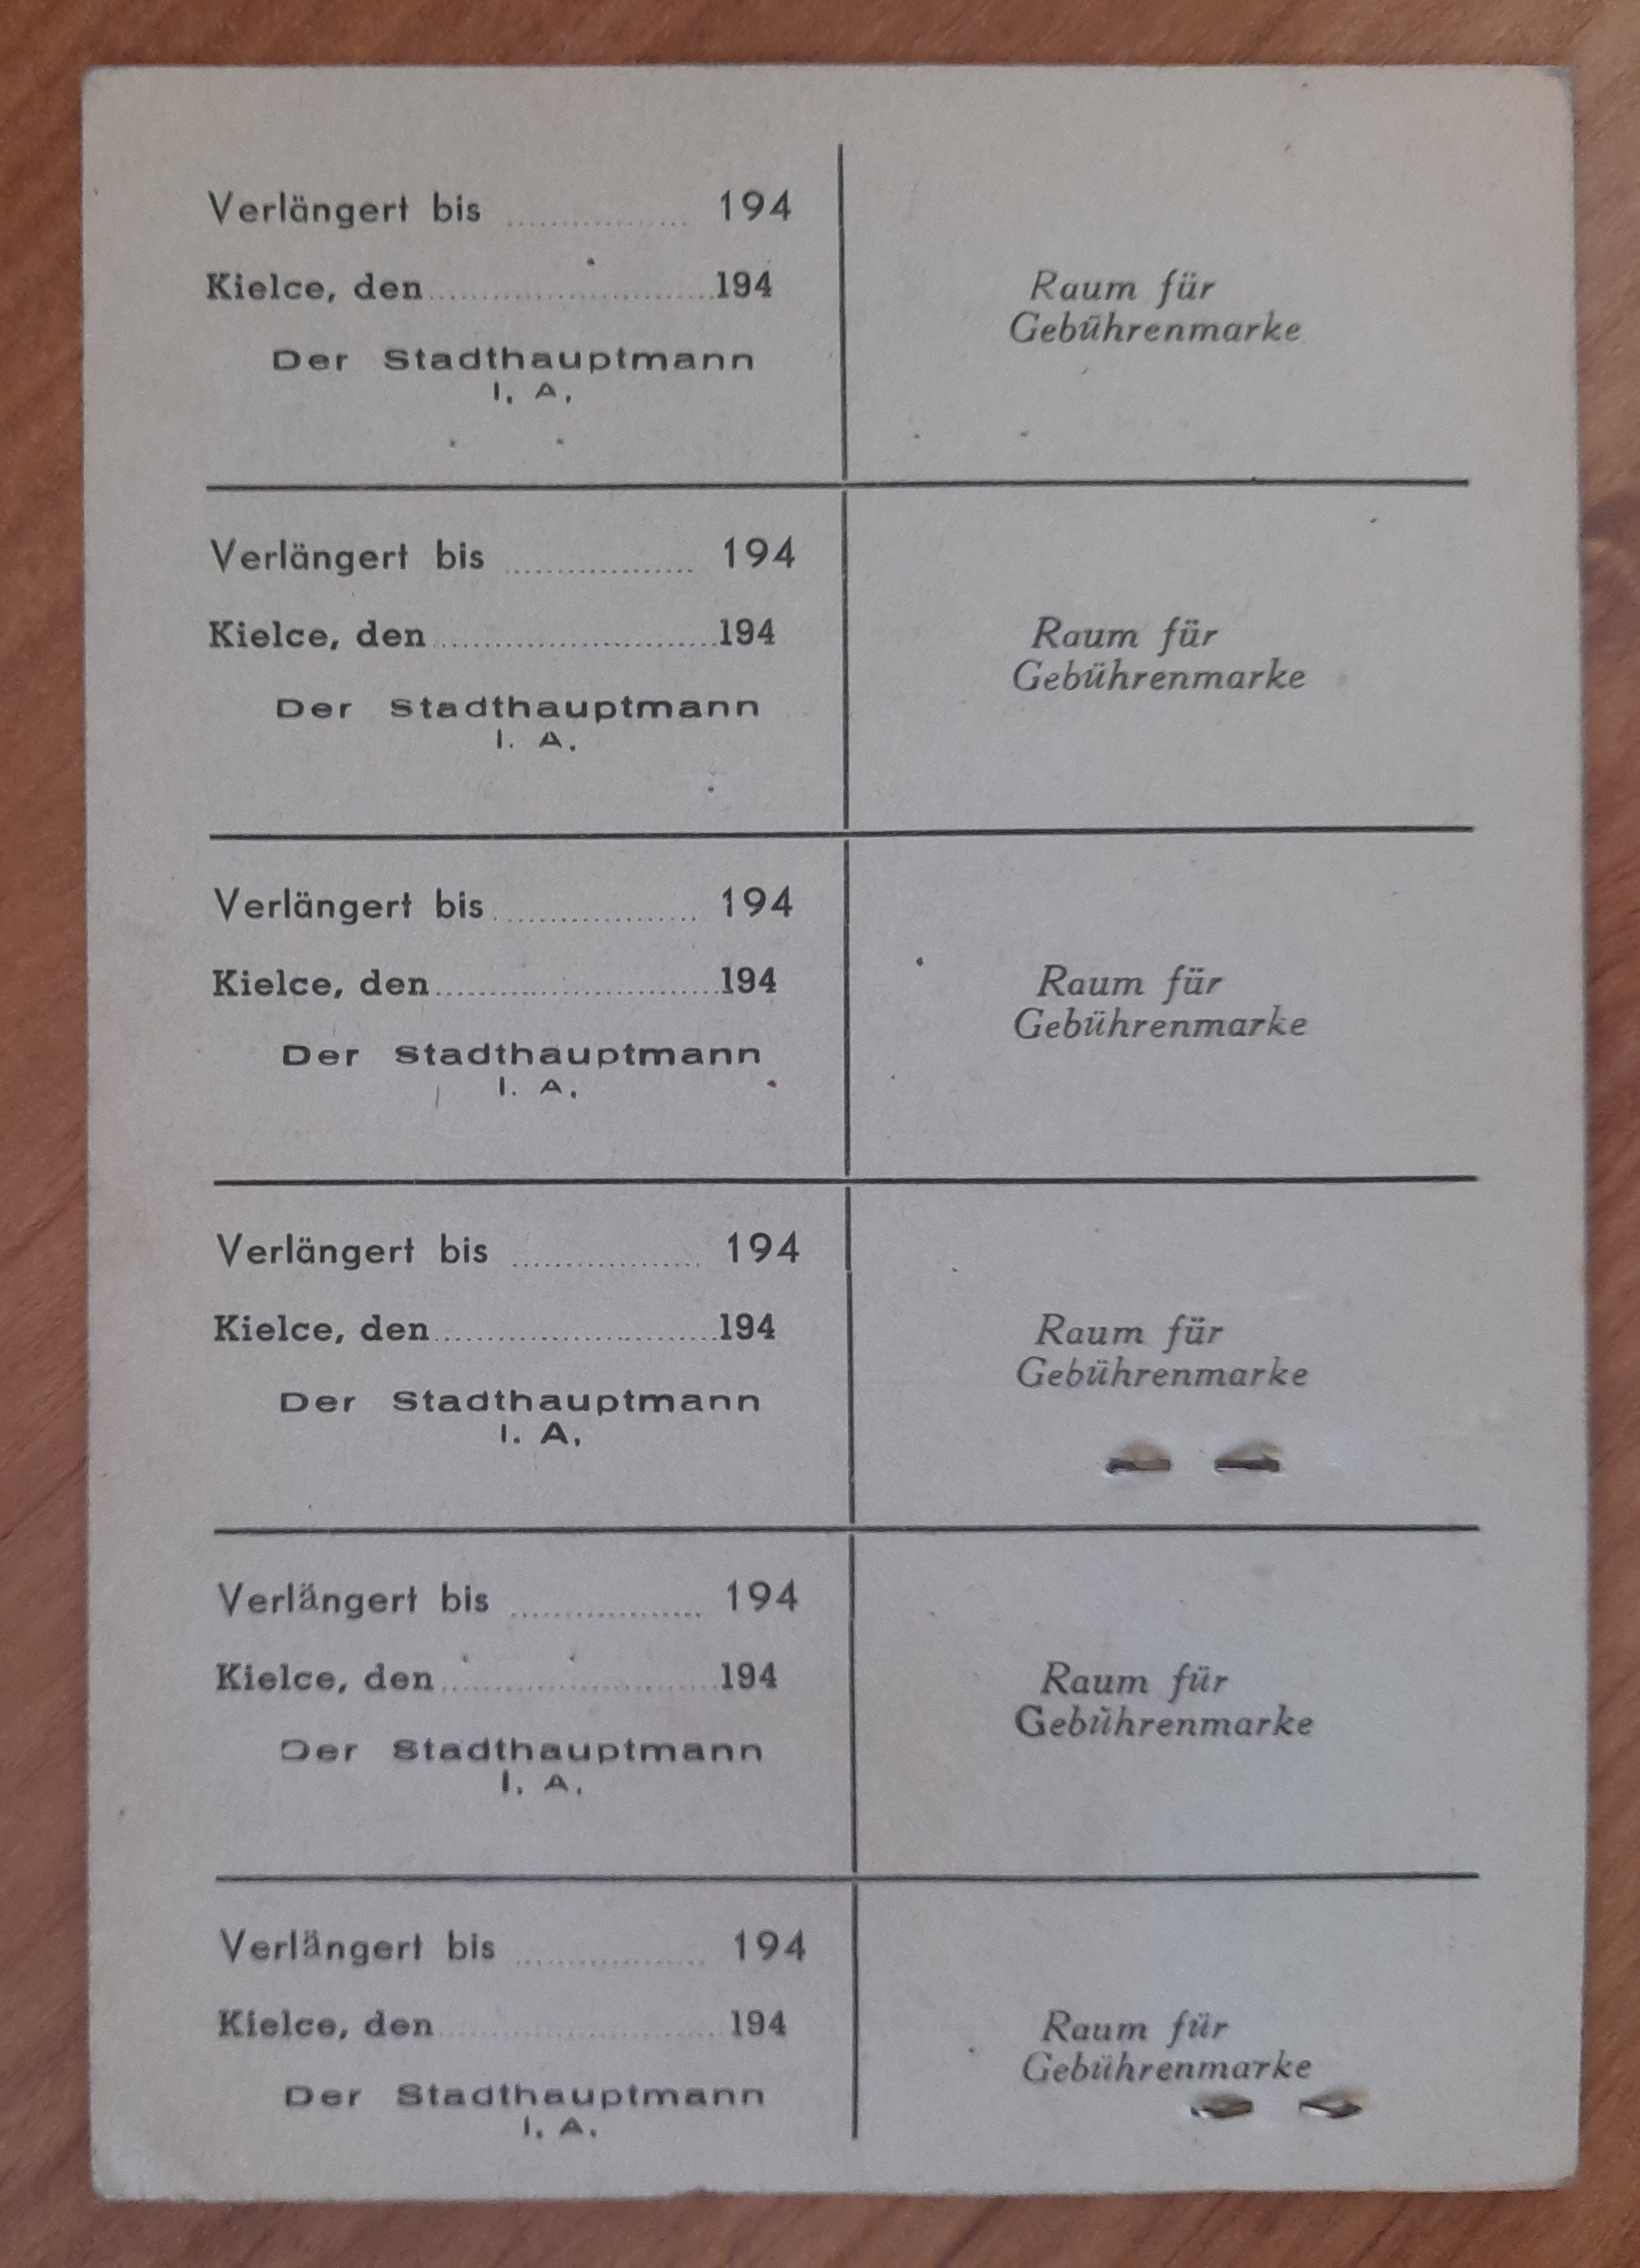 Verlängert bis ................ 194
Kielce, den ........................ 194
Der Stadthauptmann
I. A.
Raum für
Gebührenmarke
Verlängert bis ................ 194
Kielce, den ........................ 194
Der Stadthauptmann
I. A.
Raum für
Gebührenmarke
Verlängert bis ................ 194
Kielce, den ........................ 194
Der Stadthauptmann
I. A.
Raum für
Gebührenmarke
Verlängert bis ................ 194
Kielce, den ........................ 194
Der Stadthauptmann
I. A.
Raum für
Gebührenmarke
Verlängert bis ................ 194
Kielce, den ........................ 194
Der Stadthauptmann
I. A.
Raum für
Gebührenmarke
Verlängert bis ................ 194
Kielce, den ........................ 194
Der Stadthauptmann
I. A.
Raum für
Gebührenmarke